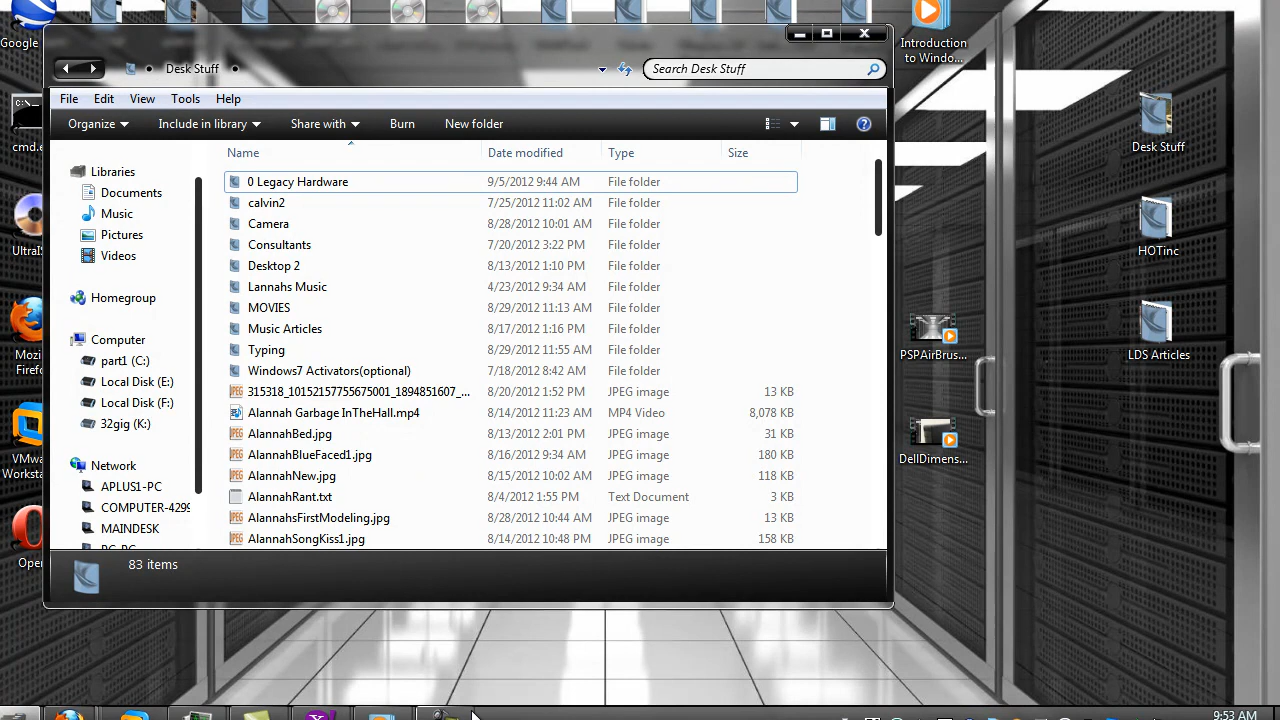 Google
Introduction
to Windo...
Desk Stuff
Search Desk Stuff
File Edit View Tools Help
Organize Include in library Share with Burn New folder
Name Date modified Type Size
Libraries
Documents
Music
Pictures
Videos
Homegroup
Computer
part1 (C:)
Local Disk (E:)
Local Disk (F:)
32gig (K:)
Network
APLUS1-PC
COMPUTER-4299
MAINDESK
PC-PC
0 Legacy Hardware 9/5/2012 9:44 AM File folder
calvin2 7/25/2012 11:02 AM File folder
Camera 8/28/2012 10:01 AM File folder
Consultants 7/20/2012 3:22 PM File folder
Desktop 2 8/13/2012 1:10 PM File folder
Lannahs Music 4/23/2012 9:34 AM File folder
MOVIES 8/29/2012 11:13 AM File folder
Music Articles 8/17/2012 1:16 PM File folder
Typing 8/29/2012 11:55 AM File folder
Windows7 Activators(optional) 7/18/2012 8:42 AM File folder
315318_10152157755675001_1894851607_... 8/20/2012 1:52 PM JPEG image 13 KB
Alannah Garbage InTheHall.mp4 8/14/2012 11:23 AM MP4 Video 8,078 KB
AlannahBed.jpg 8/13/2012 2:01 PM JPEG image 31 KB
AlannahBlueFaced1.jpg 8/16/2012 9:34 AM JPEG image 180 KB
AlannahNew.jpg 8/15/2012 10:02 AM JPEG image 118 KB
AlannahRant.txt 8/4/2012 1:55 PM Text Document 3 KB
AlannahsFirstModeling.jpg 8/28/2012 10:44 AM JPEG image 13 KB
AlannahSongKiss1.jpg 8/14/2012 10:48 PM JPEG image 158 KB
83 items
cmd.e
UltraI
Mozi
Firef
VMw
Worksta
Oper
PSPAirBrus...
DellDimens...
Desk Stuff
HOTinc
LDS Articles
9:53 AM